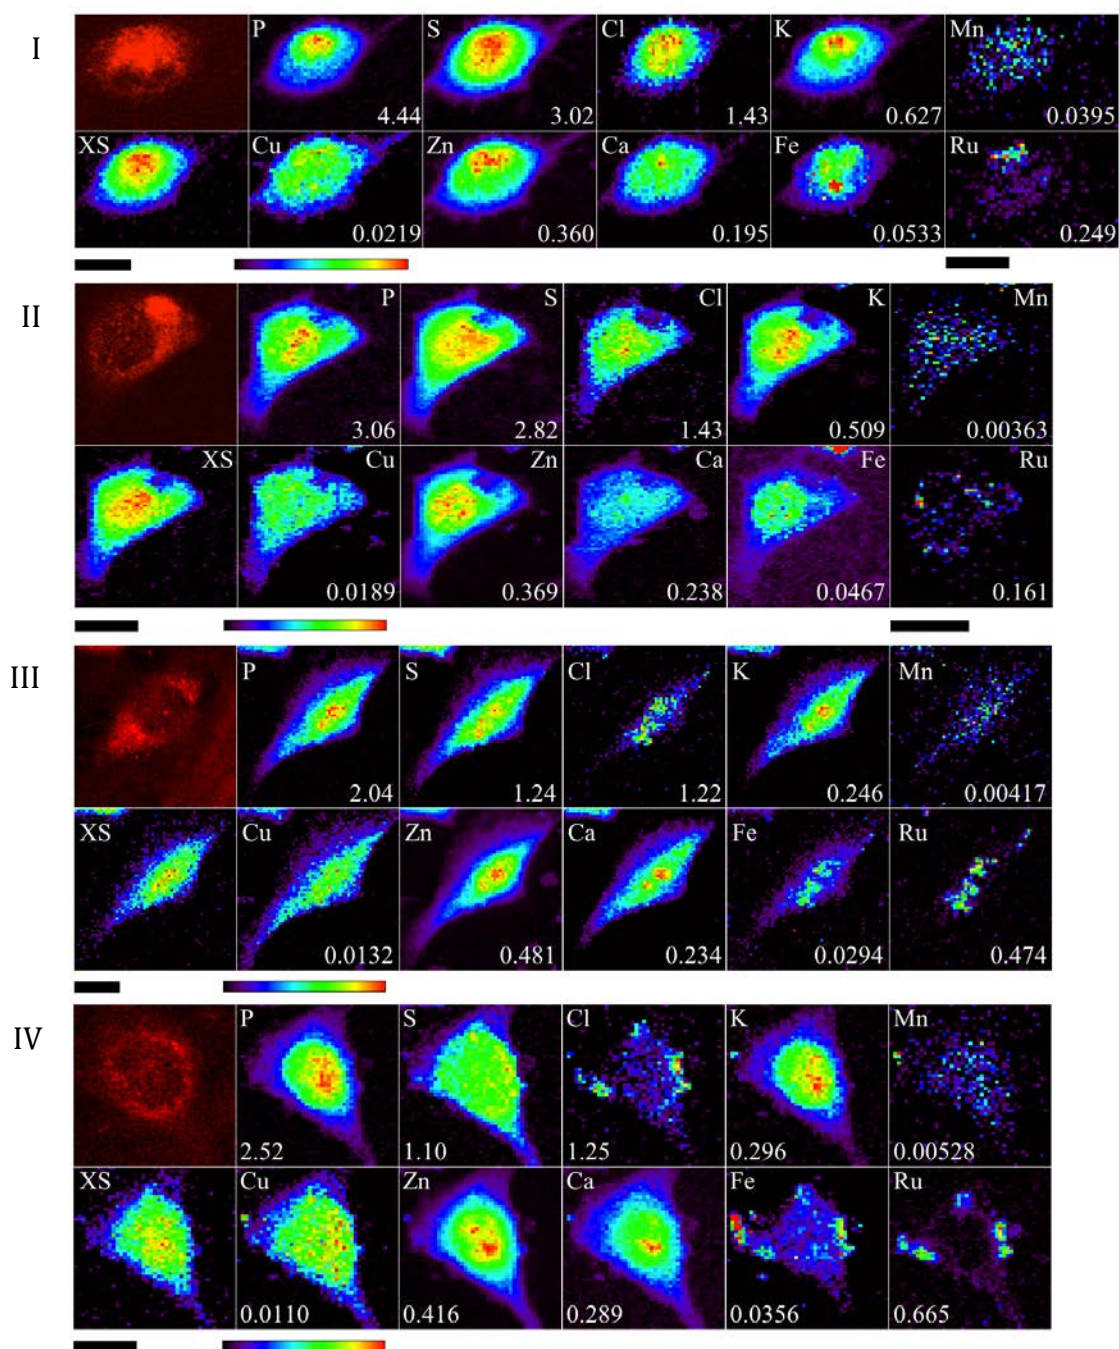 I
P S Cl K Mn
4.44 3.02 1.43 0.627 0.0395
XS Cu Zn Ca Fe Ru
0.0219 0.360 0.195 0.0533 0.249
II
P S Cl K Mn
3.06 2.82 1.43 0.509 0.00363
XS Cu Zn Ca Fe Ru
0.0189 0.369 0.238 0.0467 0.161
III
P S Cl K Mn
2.04 1.24 1.22 0.246 0.00417
XS Cu Zn Ca Fe Ru
0.0132 0.481 0.234 0.0294 0.474
IV
P S Cl K Mn
2.52 1.10 1.25 0.296 0.00528
XS Cu Zn Ca Fe Ru
0.0110 0.416 0.289 0.0356 0.665